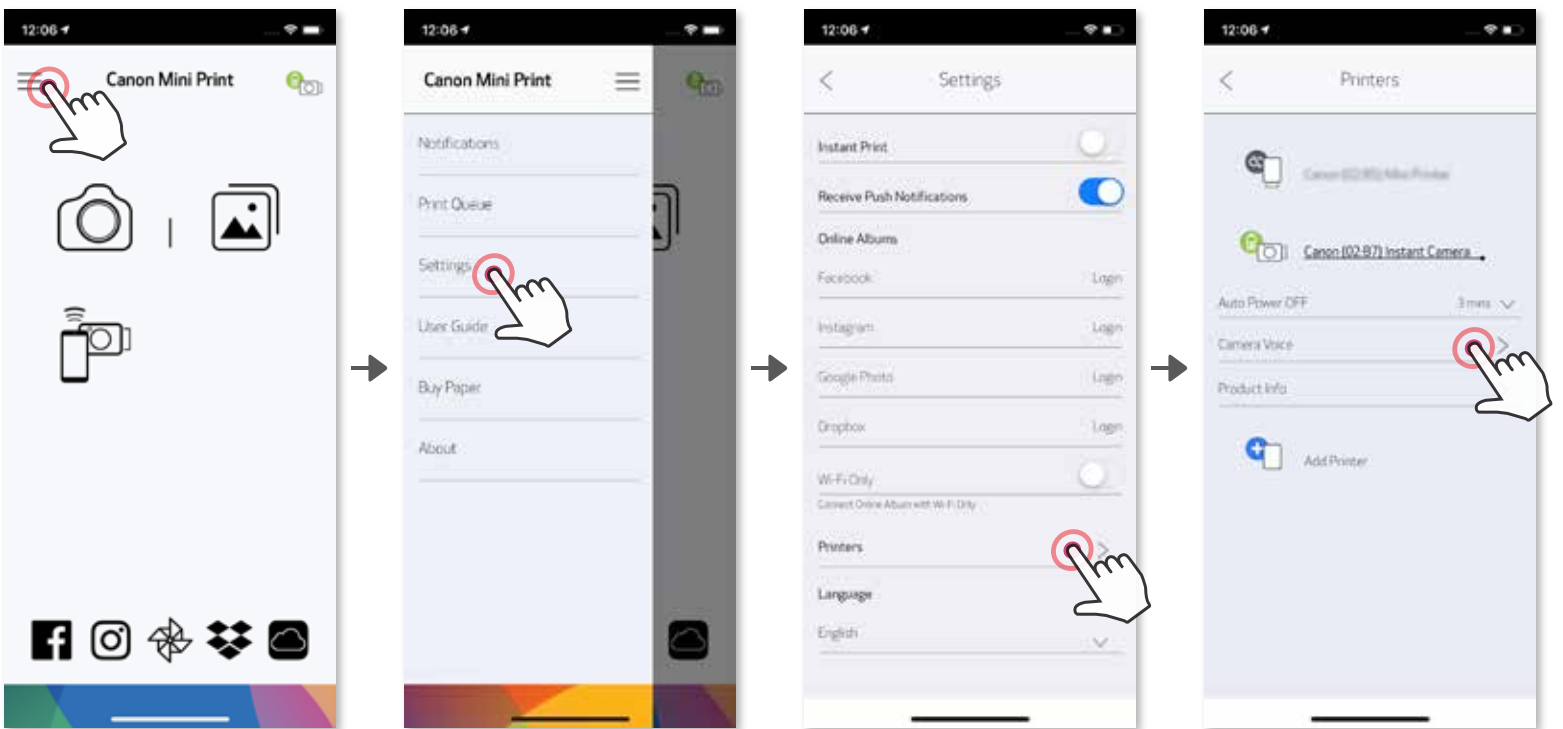 12:06
Canon Mini Print
12:06
Canon Mini Print
Notifications
Print Queue
Settings
User Guide
Buy Paper
About
12:06
Settings
Instant Print
Receive Push Notifications
Online Albums
Facebook Login
Instagram Login
Google Photo Login
Dropbox Login
Wi-Fi Only
Connect Online Album with Wi-Fi Only
Printers
Language
English
12:06
Printers
Canon (02:B7) Instant Camera
Auto Power OFF 3 mins
Camera Voice
Product Info
Add Printer